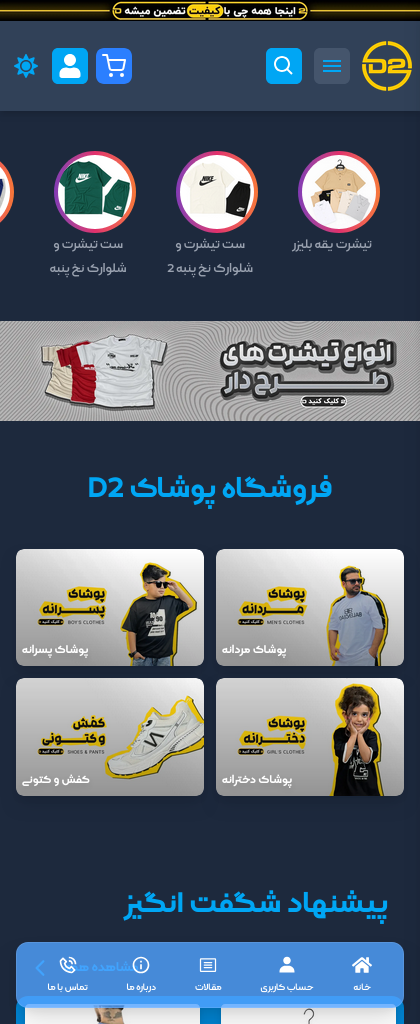 اینجا همه چی با کیفیت تضمین میشه
D2
تیشرت یقه بلیزر
ست تیشرت و
شلوارک نخ پنبه 2
ست تیشرت و
شلوارک نخ پنبه
انواع تیشرت های
طرح دار
کلیک کنید
فروشگاه پوشاک D2
پوشاک
مردانه
کلیک کنید
MEN'S CLOTHES
پوشاک مردانه
پوشاک
پسرانه
کلیک کنید
BOY'S CLOTHES
پوشاک پسرانه
پوشاک
دخترانه
کلیک کنید
GIRL'S CLOTHES
پوشاک دخترانه
کفش
و کتونی
کلیک کنید
SHOES & PANTS
کفش و کتونی
پیشنهاد شگفت انگیز
خانه
حساب کاربری
مقالات
درباره ما
تماس با ما